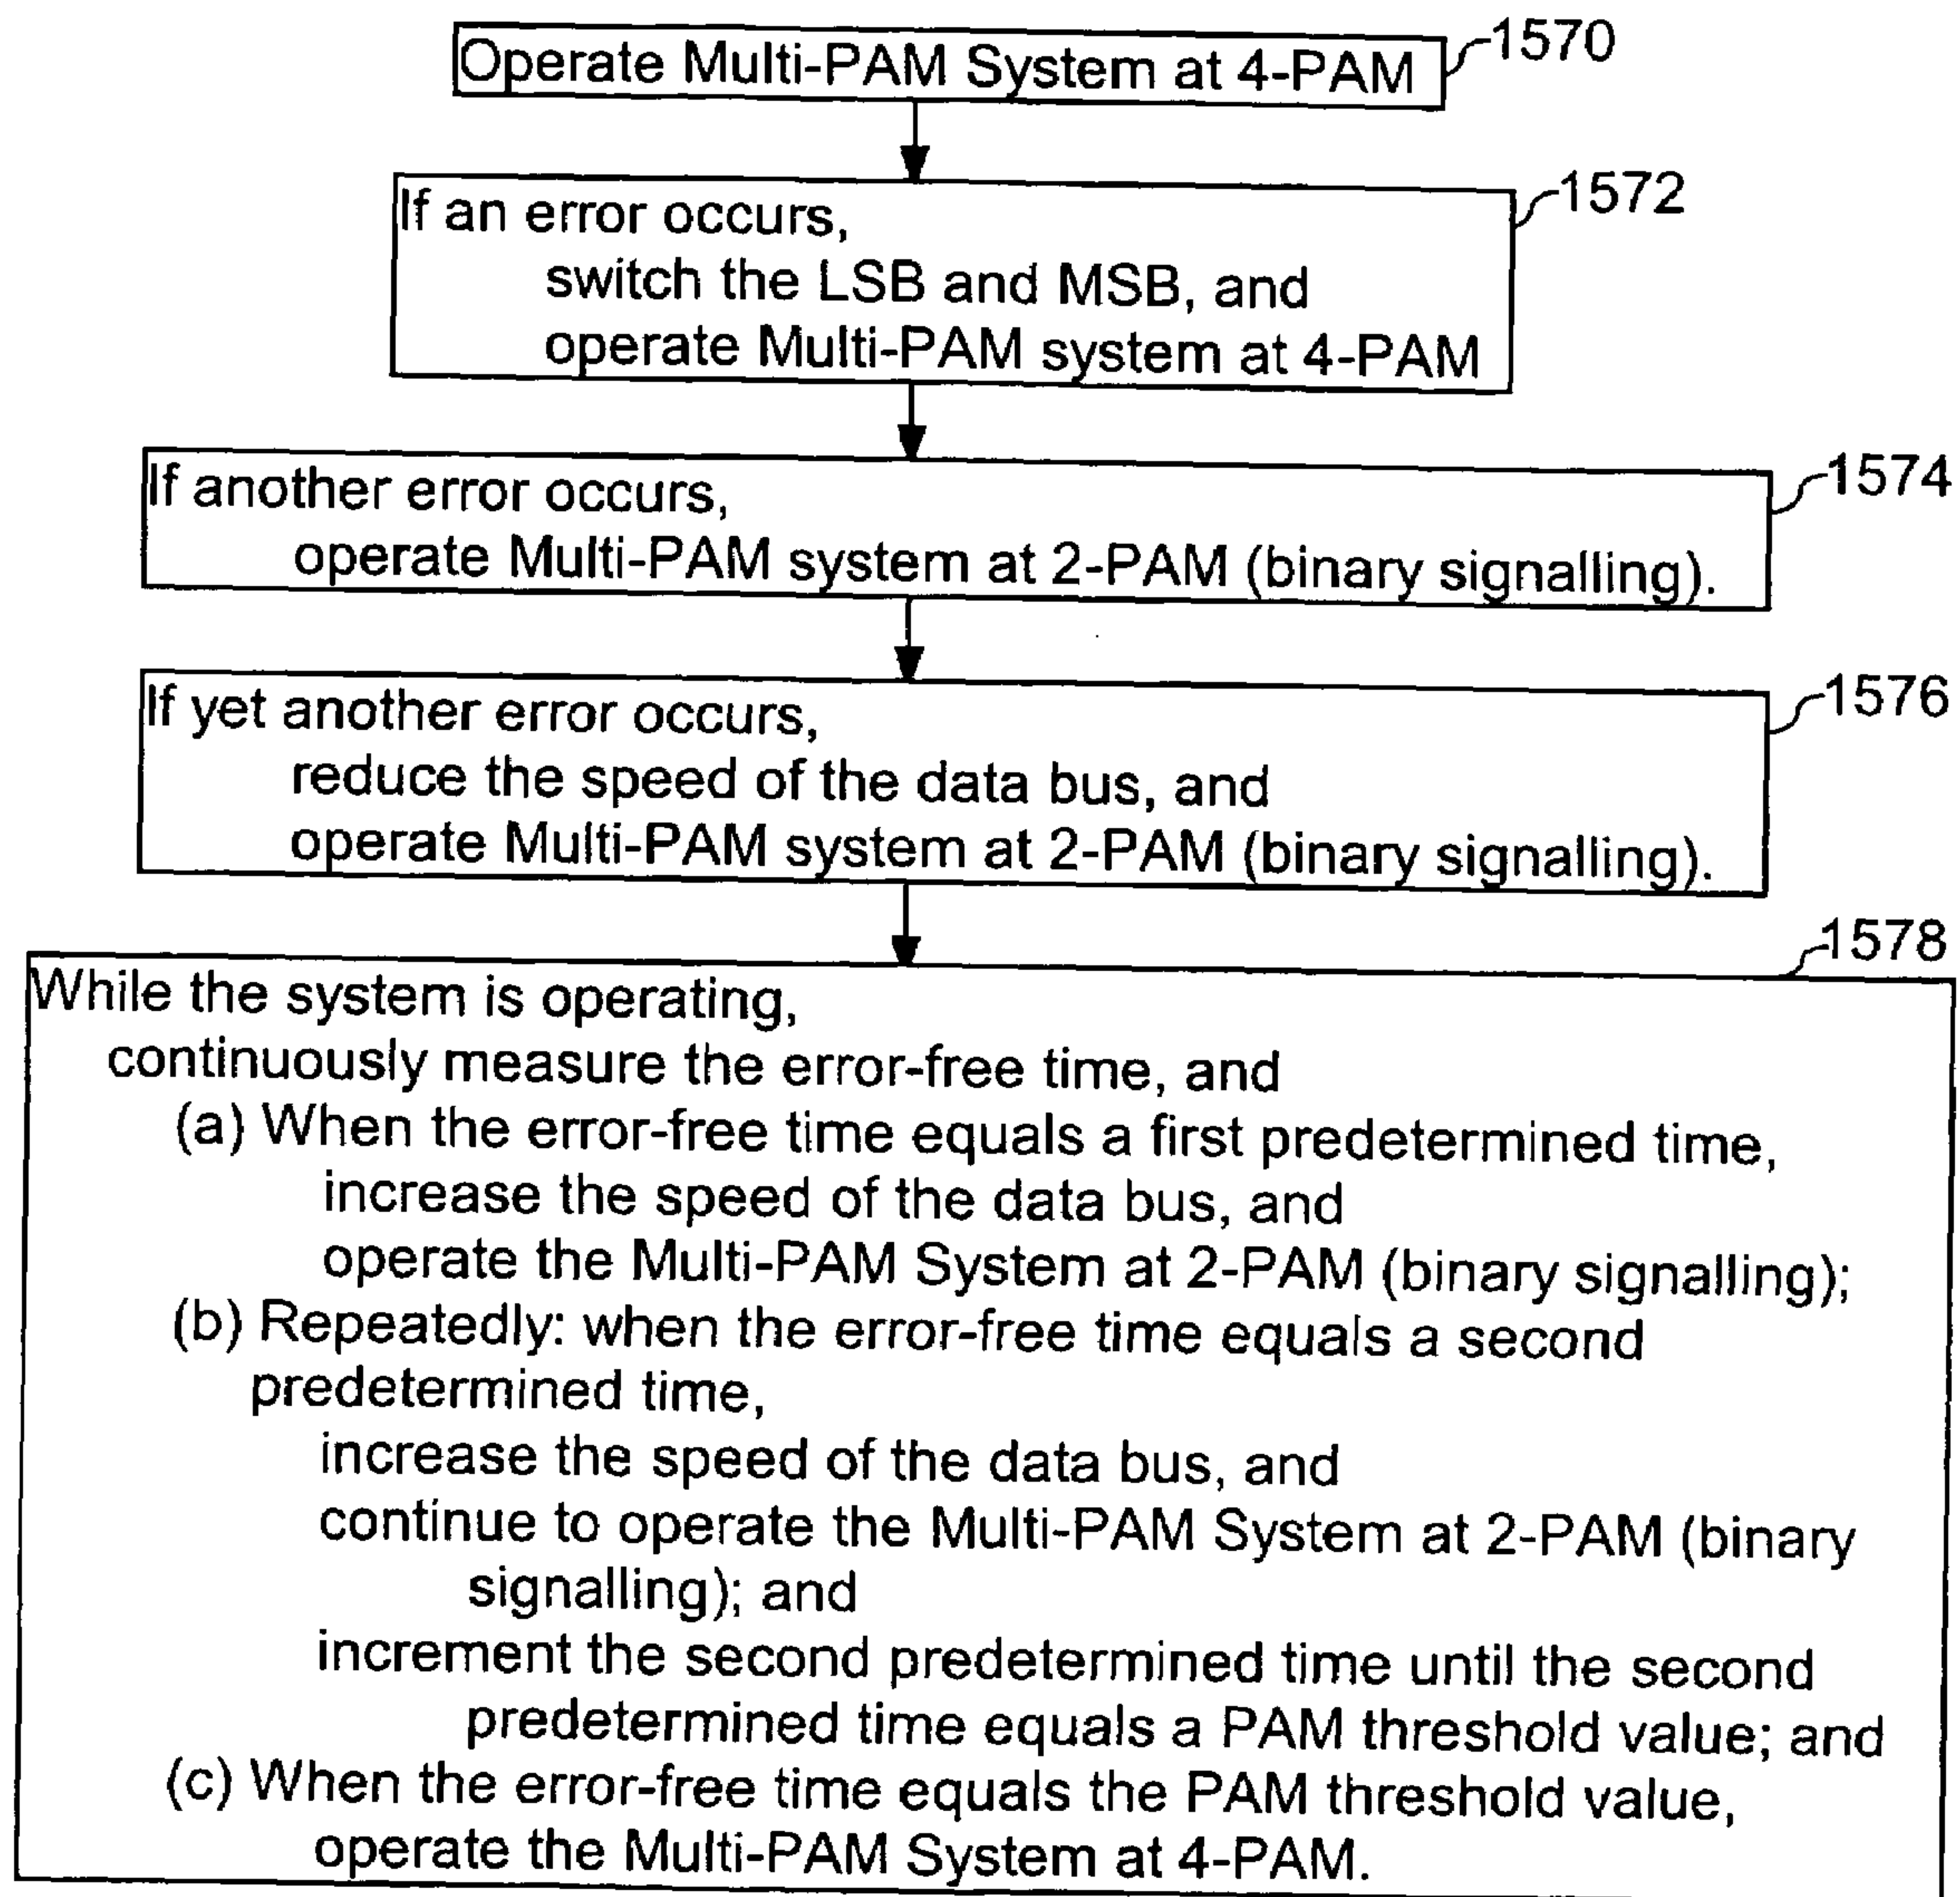 Operate Multi-PAM System at 4-PAM
1570
1572
If an error occurs,
switch the LSB and MSB, and
operate Multi-PAM system at 4-PAM
1574
If another error occurs,
operate Multi-PAM system at 2-PAM (binary signalling).
1576
If yet another error occurs,
reduce the speed of the data bus, and
operate Multi-PAM system at 2-PAM (binary signalling).
1578
While the system is operating,
continuously measure the error-free time, and
(a) When the error-free time equals a first predetermined time,
increase the speed of the data bus, and
operate the Multi-PAM System at 2-PAM (binary signalling);
(b) Repeatedly: when the error-free time equals a second
predetermined time,
increase the speed of the data bus, and
continue to operate the Multi-PAM System at 2-PAM (binary
signalling); and
increment the second predetermined time until the second
predetermined time equals a PAM threshold value; and
(c) When the error-free time equals the PAM threshold value,
operate the Multi-PAM System at 4-PAM.